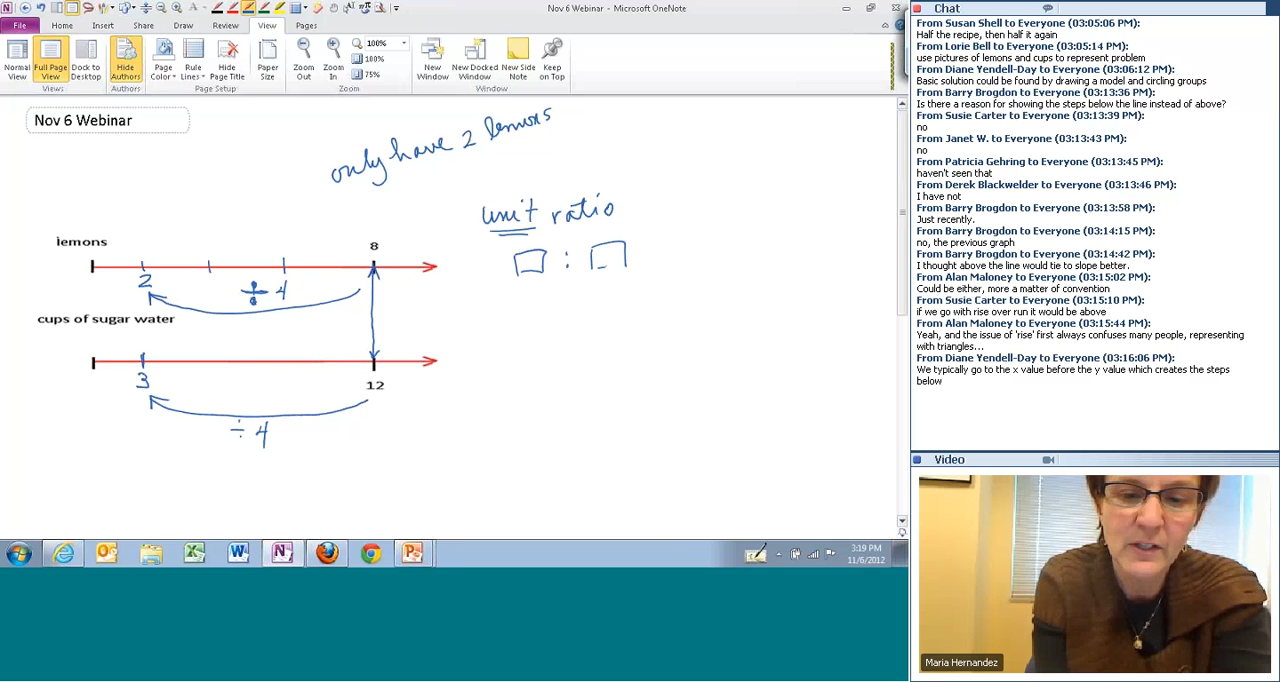 Nov 6 Webinar - Microsoft OneNote
File Home Insert Share Draw Review View Pages
Normal View
Full Page View
Dock to Desktop
Views
Hide Authors
Authors
Page Color
Rule Lines
Hide Page Title
Paper Size
Page Setup
Zoom Out
Zoom In
100%
100%
75%
Zoom
New Window
New Docked Window
New Side Note
Keep on Top
Window
Nov 6 Webinar
only have 2 lemons
unit ratio
:
lemons
8
2
÷ 4
cups of sugar water
3
12
÷ 4
3:19 PM
11/6/2012
Chat
From Susan Shell to Everyone (03:05:06 PM):
Half the recipe, then half it again
From Lorie Bell to Everyone (03:05:14 PM):
use pictures of lemons and cups to represent problem
From Diane Yendell-Day to Everyone (03:06:12 PM):
Basic solution could be found by drawing a model and circling groups
From Barry Brogdon to Everyone (03:13:36 PM):
Is there a reason for showing the steps below the line instead of above?
From Susie Carter to Everyone (03:13:39 PM):
no
From Janet W. to Everyone (03:13:43 PM):
no
From Patricia Gehring to Everyone (03:13:45 PM):
haven't seen that
From Derek Blackwelder to Everyone (03:13:46 PM):
I have not
From Barry Brogdon to Everyone (03:13:58 PM):
Just recently.
From Barry Brogdon to Everyone (03:14:15 PM):
no, the previous graph
From Barry Brogdon to Everyone (03:14:42 PM):
I thought above the line would tie to slope better.
From Alan Maloney to Everyone (03:15:02 PM):
Could be either, more a matter of convention
From Susie Carter to Everyone (03:15:10 PM):
if we go with rise over run it would be above
From Alan Maloney to Everyone (03:15:44 PM):
Yeah, and the issue of 'rise' first always confuses many people, representing
with triangles...
From Diane Yendell-Day to Everyone (03:16:06 PM):
We typically go to the x value before the y value which creates the steps
below
Video
Maria Hernandez